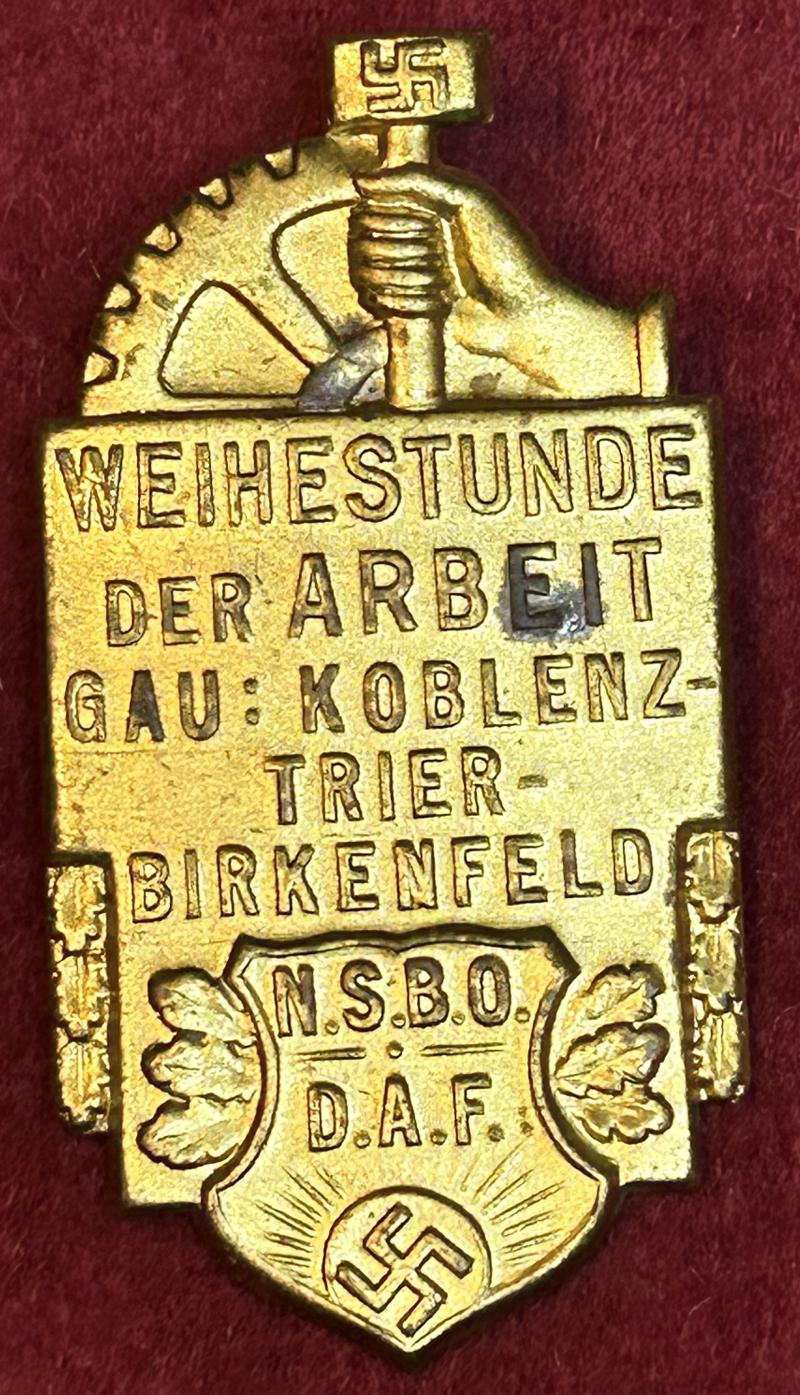 WEIHESTUNDE
DER ARBEIT
GAU: KOBLENZ-
TRIER-
BIRKENFELD
N.S.B.O.
D.A.F.